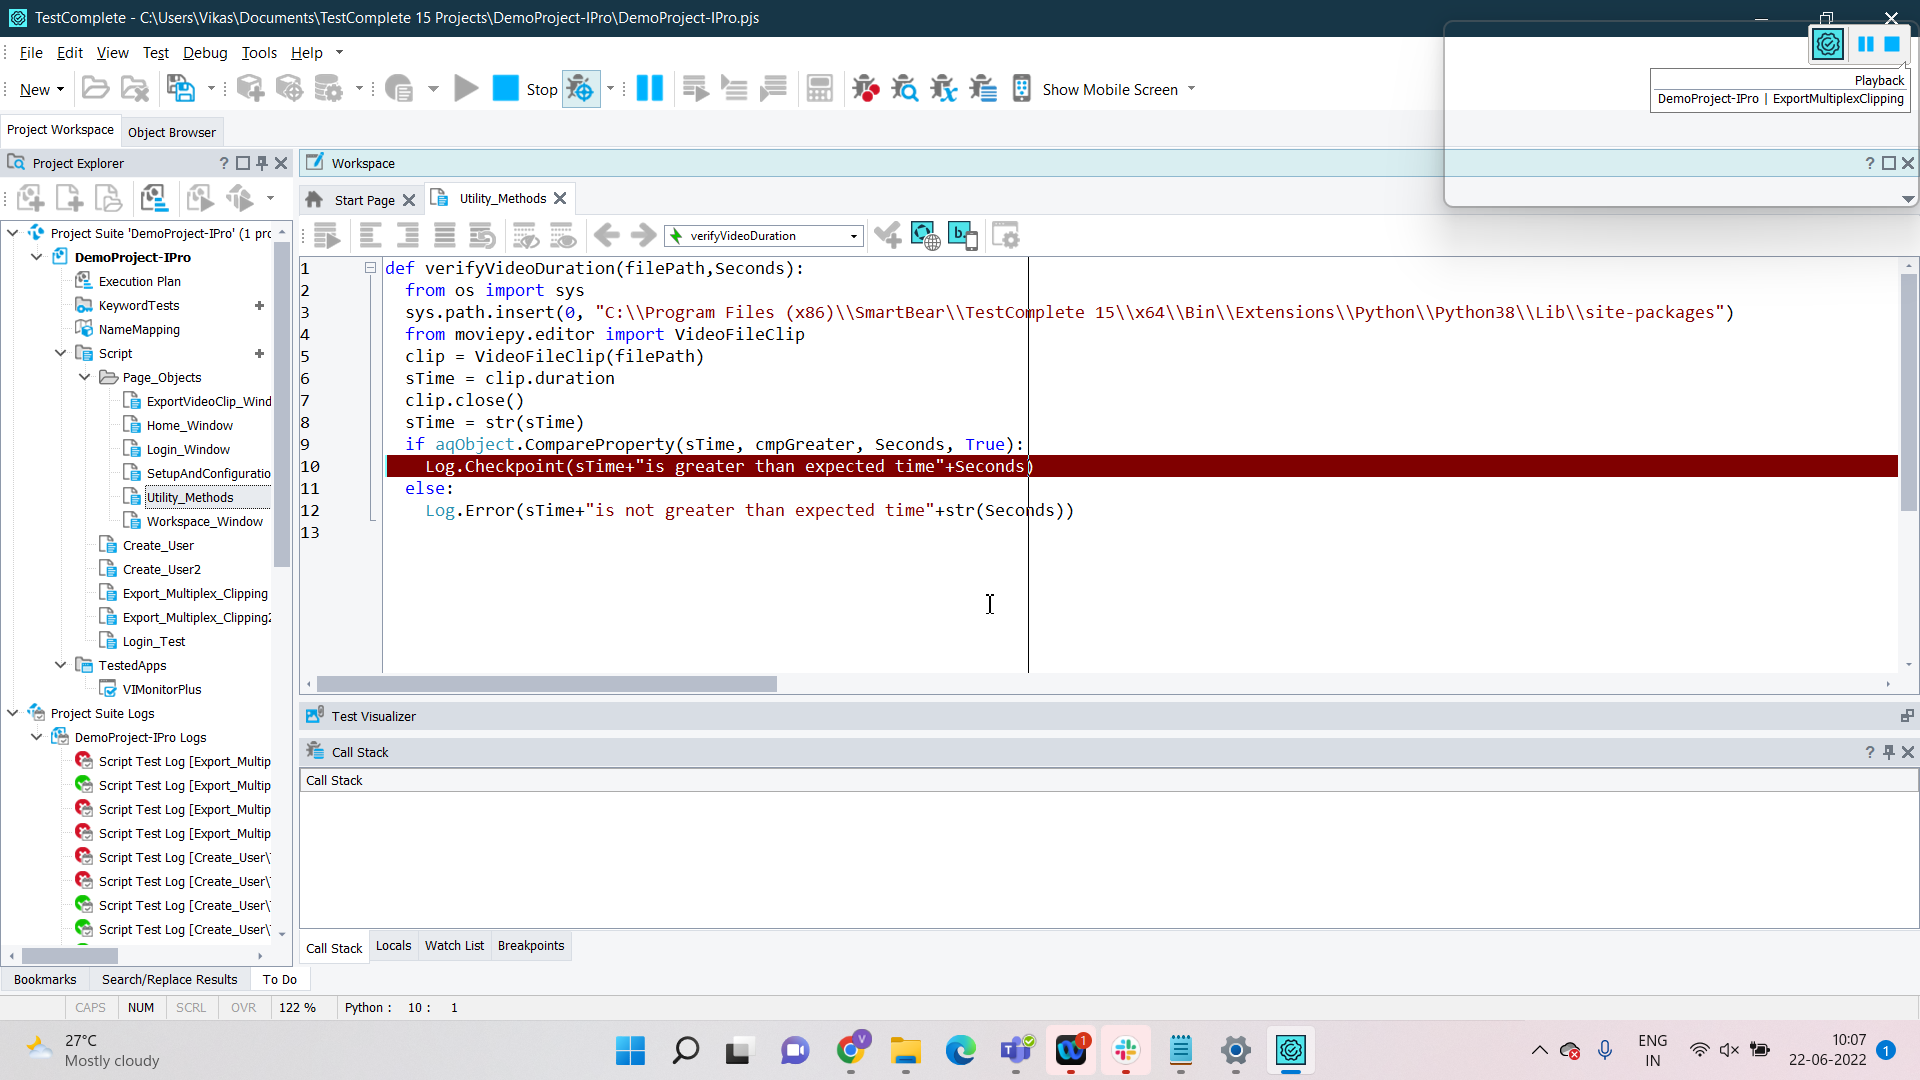 TestComplete - C:\Users\Vikas\Documents\TestComplete 15 Projects\DemoProject-IPro\DemoProject-IPro.pjs
File Edit View Test Debug Tools Help
New Stop Show Mobile Screen
Playback
DemoProject-IPro | ExportMultiplexClipping
Project Workspace Object Browser
Project Explorer
Workspace
Start Page Utility_Methods
verifyVideoDuration
Project Suite 'DemoProject-IPro' (1 prc
DemoProject-IPro
Execution Plan
KeywordTests
NameMapping
Script
Page_Objects
ExportVideoClip_Wind
Home_Window
Login_Window
SetupAndConfiguratio
Utility_Methods
Workspace_Window
Create_User
Create_User2
Export_Multiplex_Clipping
Export_Multiplex_Clipping2
Login_Test
TestedApps
VIMonitorPlus
Project Suite Logs
DemoProject-IPro Logs
Script Test Log [Export_Multip
Script Test Log [Export_Multip
Script Test Log [Export_Multip
Script Test Log [Export_Multip
Script Test Log [Create_User\
Script Test Log [Create_User\
Script Test Log [Create_User\
Script Test Log [Create_User\
1 def verifyVideoDuration(filePath,Seconds):
2 from os import sys
3 sys.path.insert(0, "C:\\Program Files (x86)\\SmartBear\\TestComplete 15\\x64\\Bin\\Extensions\\Python\\Python38\\Lib\\site-packages")
4 from moviepy.editor import VideoFileClip
5 clip = VideoFileClip(filePath)
6 sTime = clip.duration
7 clip.close()
8 sTime = str(sTime)
9 if aqObject.CompareProperty(sTime, cmpGreater, Seconds, True):
10 Log.Checkpoint(sTime+"is greater than expected time"+Seconds)
11 else:
12 Log.Error(sTime+"is not greater than expected time"+str(Seconds))
13
Test Visualizer
Call Stack
Call Stack
Call Stack Locals Watch List Breakpoints
Bookmarks Search/Replace Results To Do
CAPS NUM SCRL OVR 122 % Python : 10 : 1
27°C
Mostly cloudy
V
1
ENG
IN
10:07
22-06-2022
1